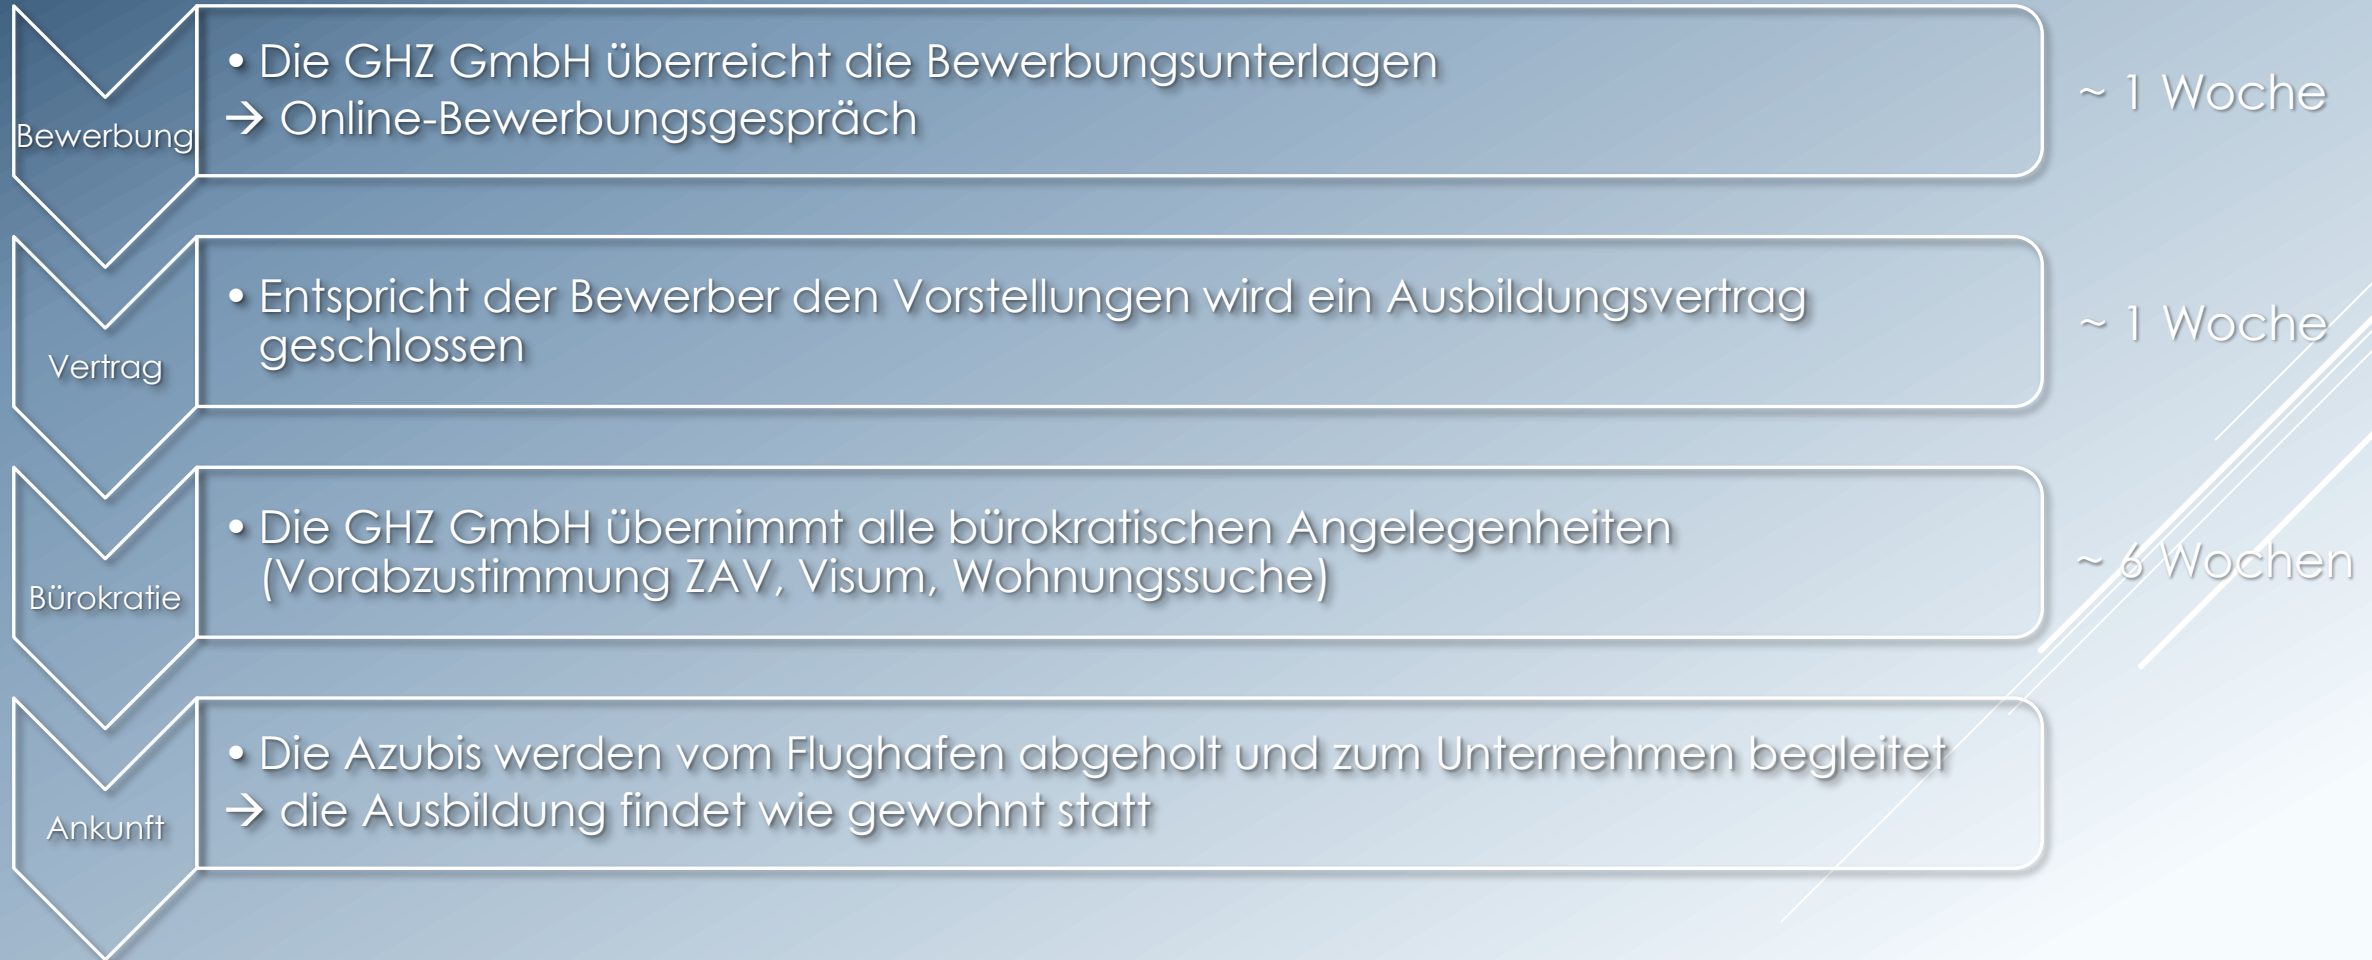 Bewerbung
• Die GHZ GmbH überreicht die Bewerbungsunterlagen
→ Online-Bewerbungsgespräch
~ 1 Woche
Vertrag
• Entspricht der Bewerber den Vorstellungen wird ein Ausbildungsvertrag
geschlossen
~ 1 Woche
Bürokratie
• Die GHZ GmbH übernimmt alle bürokratischen Angelegenheiten
(Vorabzustimmung ZAV, Visum, Wohnungssuche)
~ 6 Wochen
Ankunft
• Die Azubis werden vom Flughafen abgeholt und zum Unternehmen begleitet
→ die Ausbildung findet wie gewohnt statt